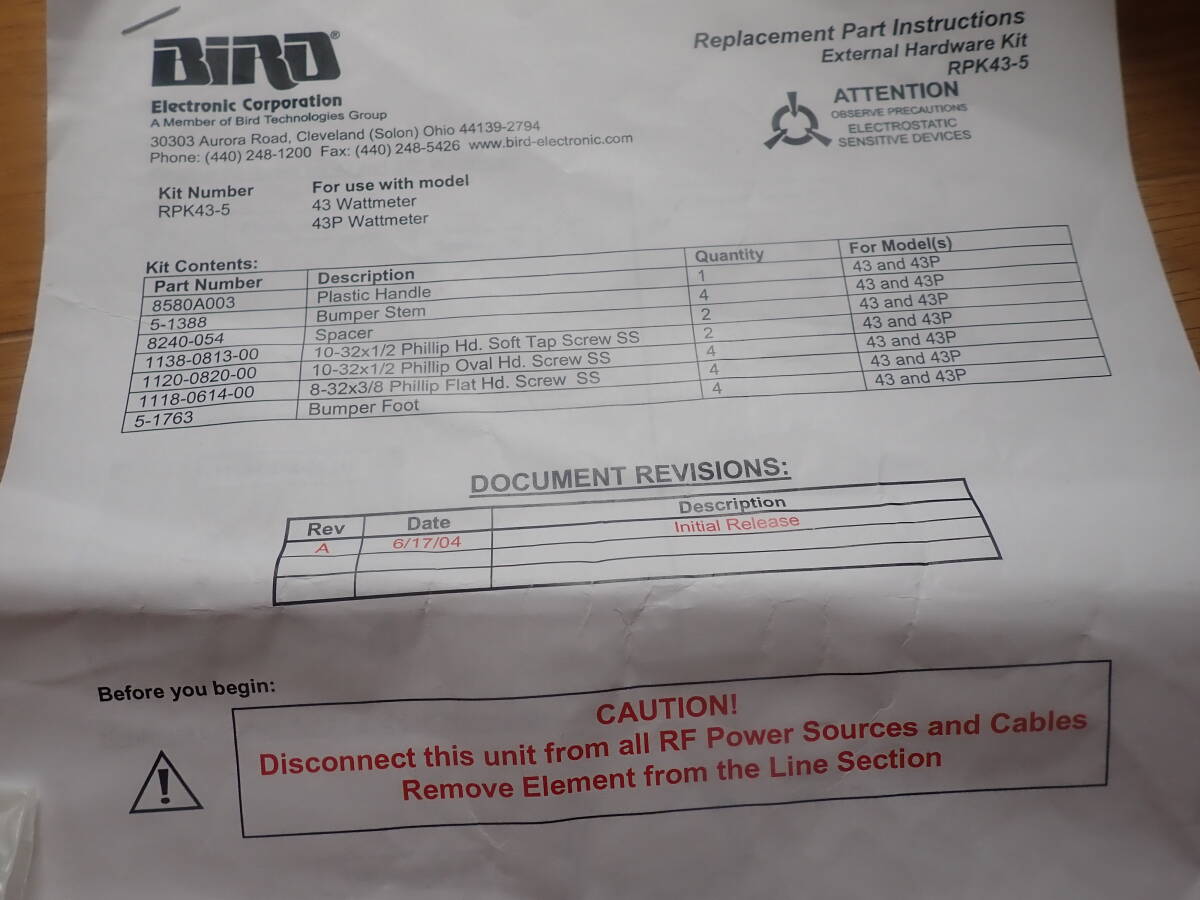 BiRD®
Electronic Corporation
A Member of Bird Technologies Group
30303 Aurora Road, Cleveland (Solon) Ohio 44139-2794
Phone: (440) 248-1200 Fax: (440) 248-5426 www.bird-electronic.com
Replacement Part Instructions
External Hardware Kit
RPK43-5
ATTENTION
OBSERVE PRECAUTIONS
ELECTROSTATIC
SENSITIVE DEVICES
Kit Number For use with model
RPK43-5 43 Wattmeter
43P Wattmeter
Kit Contents:
Part Number Description Quantity For Model(s)
8580A003 Plastic Handle 1 43 and 43P
5-1388 Bumper Stem 4 43 and 43P
8240-054 Spacer 2 43 and 43P
1138-0813-00 10-32x1/2 Phillip Hd. Soft Tap Screw SS 2 43 and 43P
1120-0820-00 10-32x1/2 Phillip Oval Hd. Screw SS 4 43 and 43P
1118-0614-00 8-32x3/8 Phillip Flat Hd. Screw SS 4 43 and 43P
5-1763 Bumper Foot 4 43 and 43P
DOCUMENT REVISIONS:
Rev Date Description
A 6/17/04 Initial Release
Before you begin:
CAUTION!
Disconnect this unit from all RF Power Sources and Cables
Remove Element from the Line Section